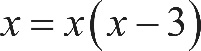 x = x(x − 3)